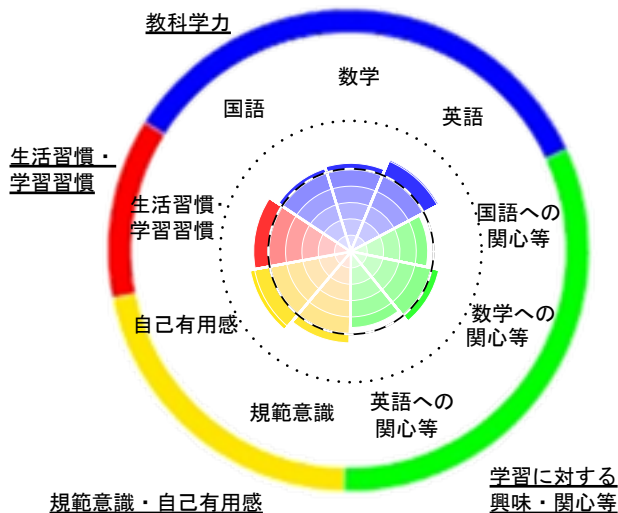 教科学力
数学
国語
英語
生活習慣・
学習習慣
生活習慣・
学習習慣
国語への
関心等
自己有用感
数学への
関心等
規範意識
英語への
関心等
規範意識・自己有用感
学習に対する
興味・関心等